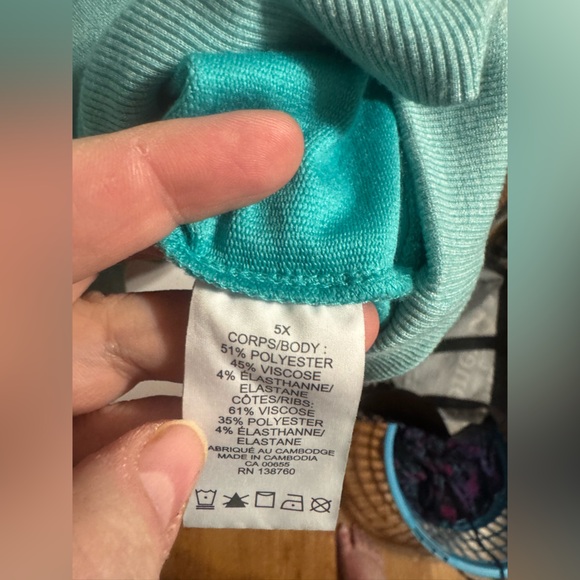 5X
CORPS/BODY :
51% POLYESTER
45% VISCOSE
4% ÉLASTHANNE/
ELASTANE
CÔTES/RIBS:
61% VISCOSE
35% POLYESTER
4% ÉLASTHANNE/
ELASTANE
FABRIQUÉ AU CAMBODGE
MADE IN CAMBODIA
CA 00655
RN 138760